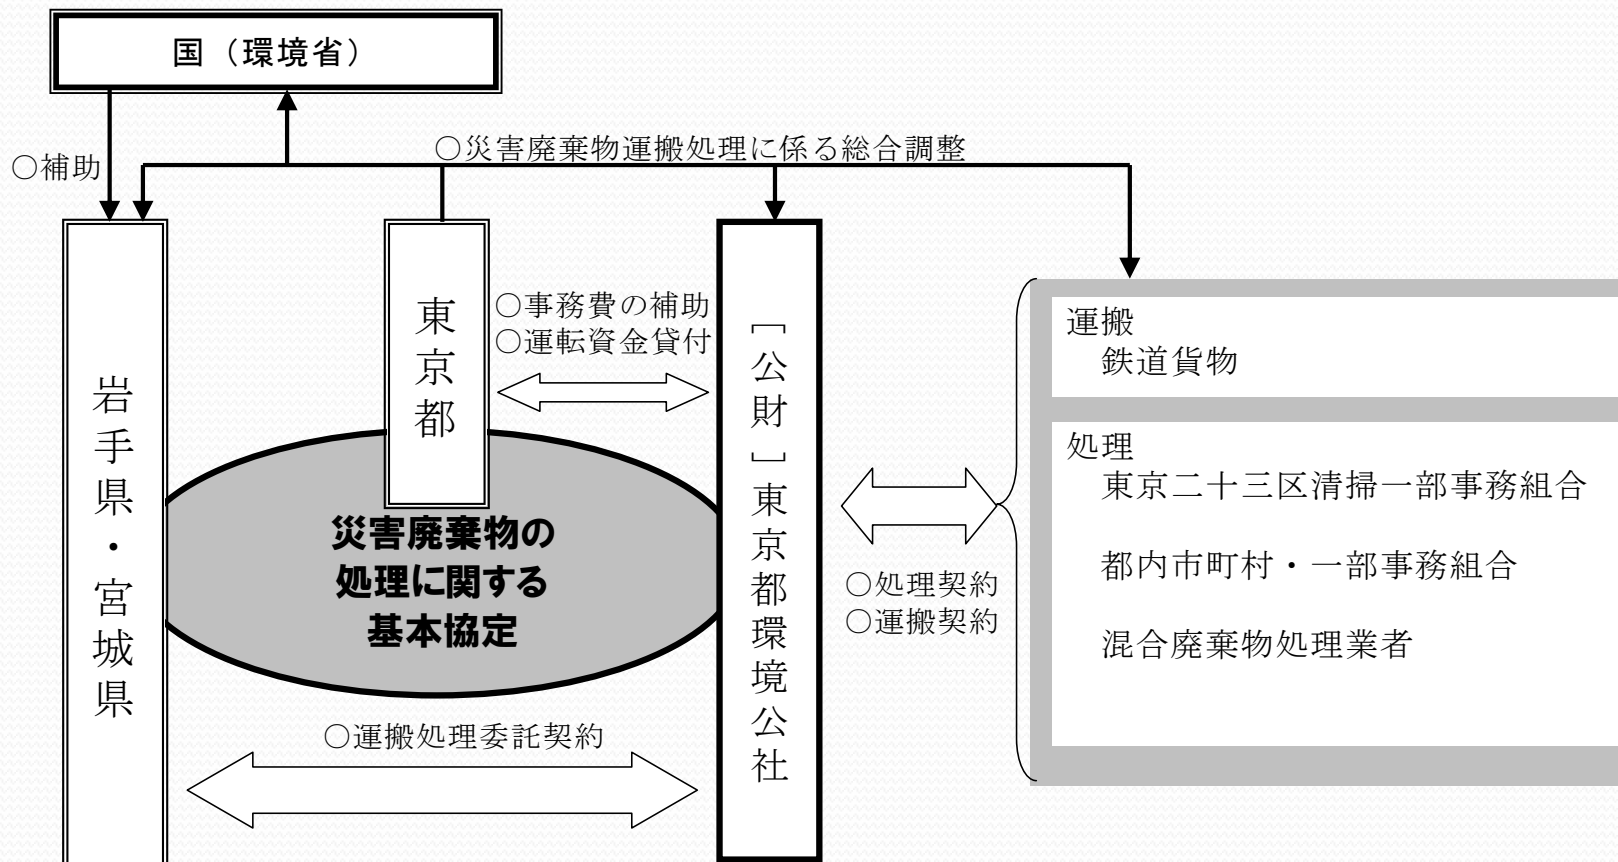 国（環境省）
○災害廃棄物運搬処理に係る総合調整
○補助
岩手県・宮城県
東京都
○事務費の補助
○運転資金貸付
［公財］東京都環境公社
災害廃棄物の
処理に関する
基本協定
○運搬処理委託契約
○処理契約
○運搬契約
運搬
鉄道貨物
処理
東京二十三区清掃一部事務組合
都内市町村・一部事務組合
混合廃棄物処理業者